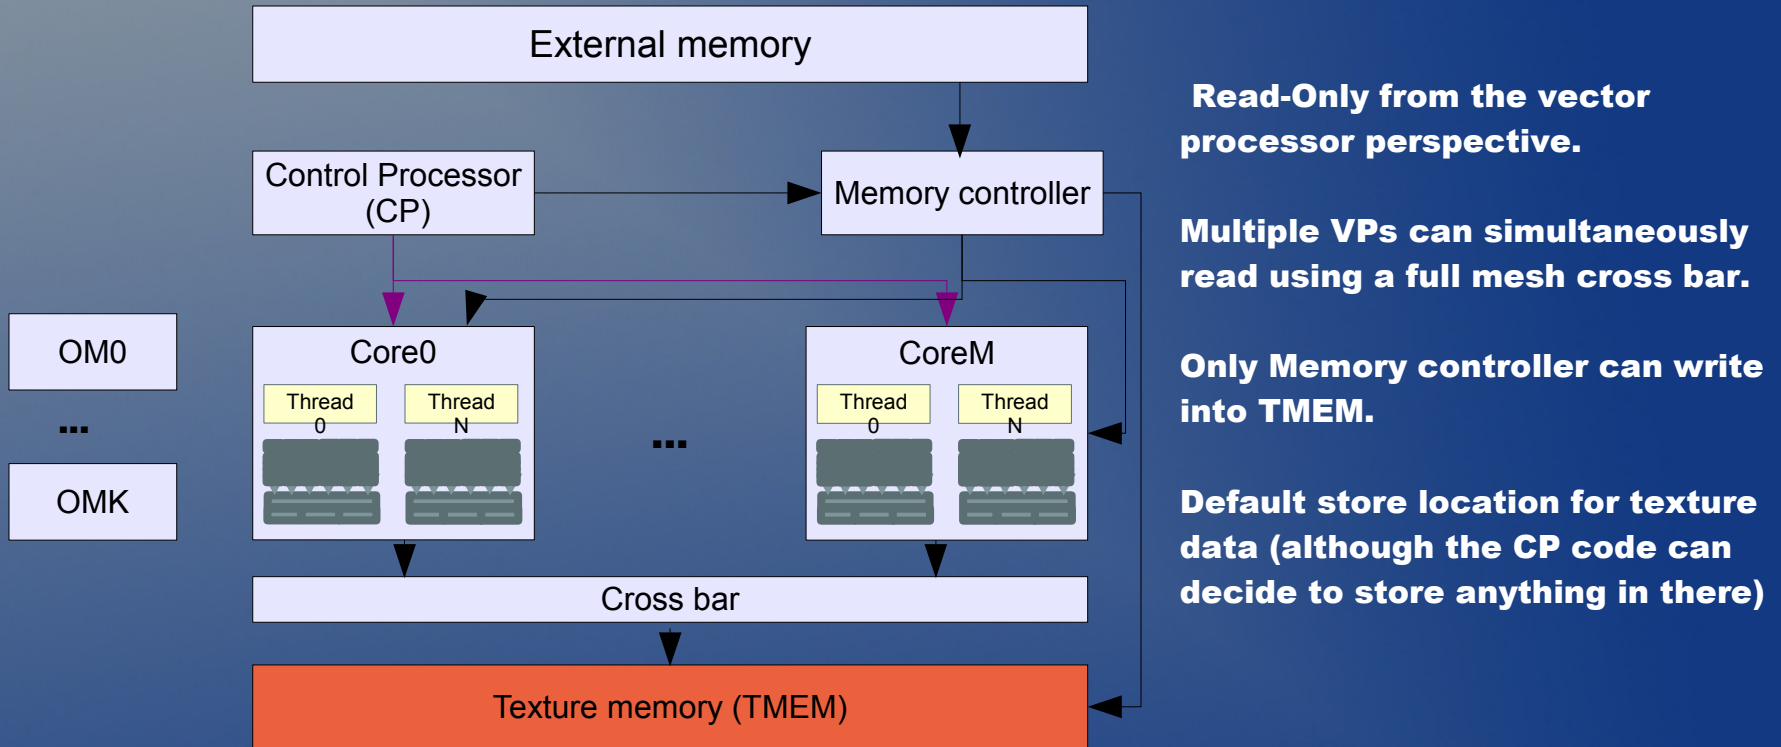 External memory
Control Processor
(CP)
Memory controller
OM0
...
OMK
Core0
Thread
0
Thread
N
...
CoreM
Thread
0
Thread
N
Cross bar
Texture memory (TMEM)
Read-Only from the vector
processor perspective.
Multiple VPs can simultaneously
read using a full mesh cross bar.
Only Memory controller can write
into TMEM.
Default store location for texture
data (although the CP code can
decide to store anything in there)